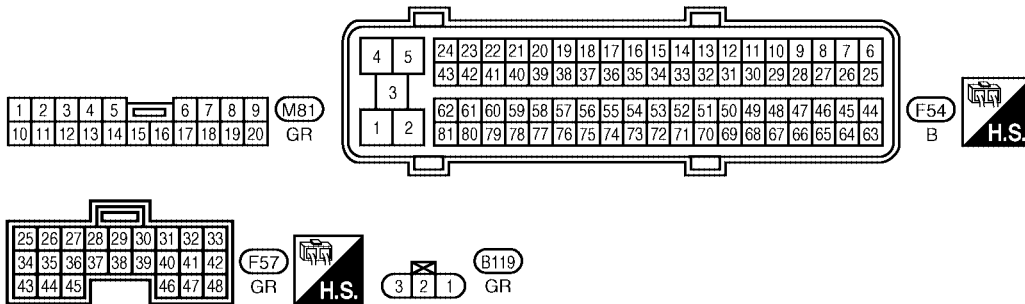 4 5 24 23 22 21 20 19 18 17 16 15 14 13 12 11 10 9 8 7 6
43 42 41 40 39 38 37 36 35 34 33 32 31 30 29 28 27 26 25
3
1 2 62 61 60 59 58 57 56 55 54 53 52 51 50 49 48 47 46 45 44
81 80 79 78 77 76 75 74 73 72 71 70 69 68 67 66 65 64 63
F54
B
H.S.
1 2 3 4 5 6 7 8 9
10 11 12 13 14 15 16 17 18 19 20
M81
GR
25 26 27 28 29 30 31 32 33
34 35 36 37 38 39 40 41 42
43 44 45 46 47 48
F57
GR
H.S.
3 2 1
B119
GR